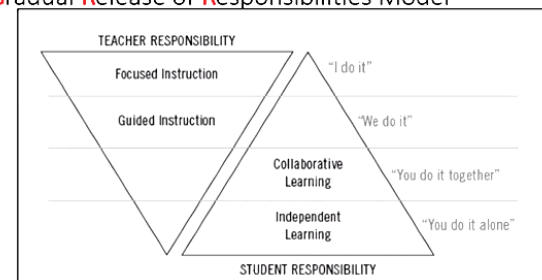 Gradual Release of Responsibilities Model
TEACHER RESPONSIBILITY
Focused Instruction
"I do it"
Guided Instruction
"We do it"
Collaborative
Learning
"You do it together"
Independent
Learning
"You do it alone"
STUDENT RESPONSIBILITY